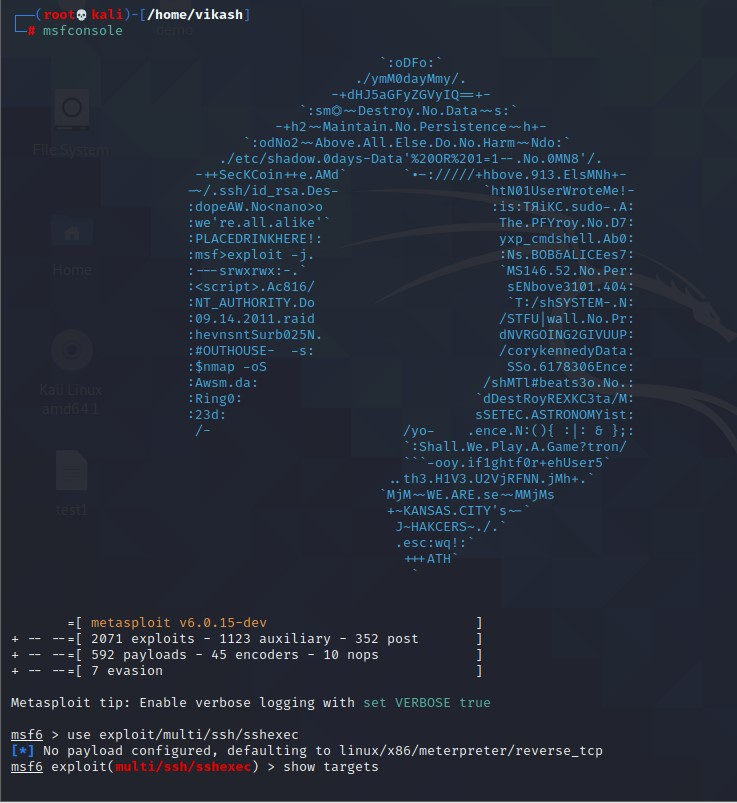 ┌──(root💀kali)-[/home/vikash]
└─# msfconsole
`:oDFo:`
./ymM0dayMmy/.
-+dHJ5aGFyZGVyIQ==+-
`:sm⏣~~Destroy.No.Data~~s:`
-+h2~~Maintain.No.Persistence~~h+-
`:odNo2~~Above.All.Else.Do.No.Harm~~Ndo:`
./etc/shadow.0days-Data'%20OR%201=1--.No.0MN8'/.
-++SecKCoin++e.AMd`       `.-://///+hbove.913.ElsMNh+-
-~/.ssh/id_rsa.Des-                  `htN01UserWroteMe!-
:dopeAW.No<nano>o                     :is:TЯiKC.sudo-.A:
:we're.all.alike'`                     The.PFYroy.No.D7:
:PLACEDRINKHERE!:                      yxp_cmdshell.Ab0:
:msf>exploit -j.                       :Ns.BOB&ALICEes7:
:---srwxrwx:-.`                        `MS146.52.No.Per:
:<script>.Ac816/                        sENbove3101.404:
:NT_AUTHORITY.Do                        `T:/shSYSTEM-.N:
:09.14.2011.raid                       /STFU|wall.No.Pr:
:hevnsntSurb025N.                      dNVRGOING2GIVUUP:
:#OUTHOUSE-  -s:                       /corykennedyData:
:$nmap -oS                              SSo.6178306Ence:
:Awsm.da:                            /shMTl#beats3o.No.:
:Ring0:                             `dDestRoyREXKC3ta/M:
:23d:                               sSETEC.ASTRONOMYist:
/-                        /yo-    .ence.N:(){ :|: & };:
`:Shall.We.Play.A.Game?tron/
```-ooy.if1ghtf0r+ehUser5`
..th3.H1V3.U2VjRFNN.jMh+.`
`MjM~~WE.ARE.se~~MMjMs
+~KANSAS.CITY's~-`
J~HAKCERS~./.`
.esc:wq!:`
+++ATH`
`
=[ metasploit v6.0.15-dev                          ]
+ -- --=[ 2071 exploits - 1123 auxiliary - 352 post       ]
+ -- --=[ 592 payloads - 45 encoders - 10 nops            ]
+ -- --=[ 7 evasion                                       ]
Metasploit tip: Enable verbose logging with set VERBOSE true
msf6 > use exploit/multi/ssh/sshexec
[*] No payload configured, defaulting to linux/x86/meterpreter/reverse_tcp
msf6 exploit(multi/ssh/sshexec) > show targets
demo
File System
Home
Kali Linux
amd64 1
test1